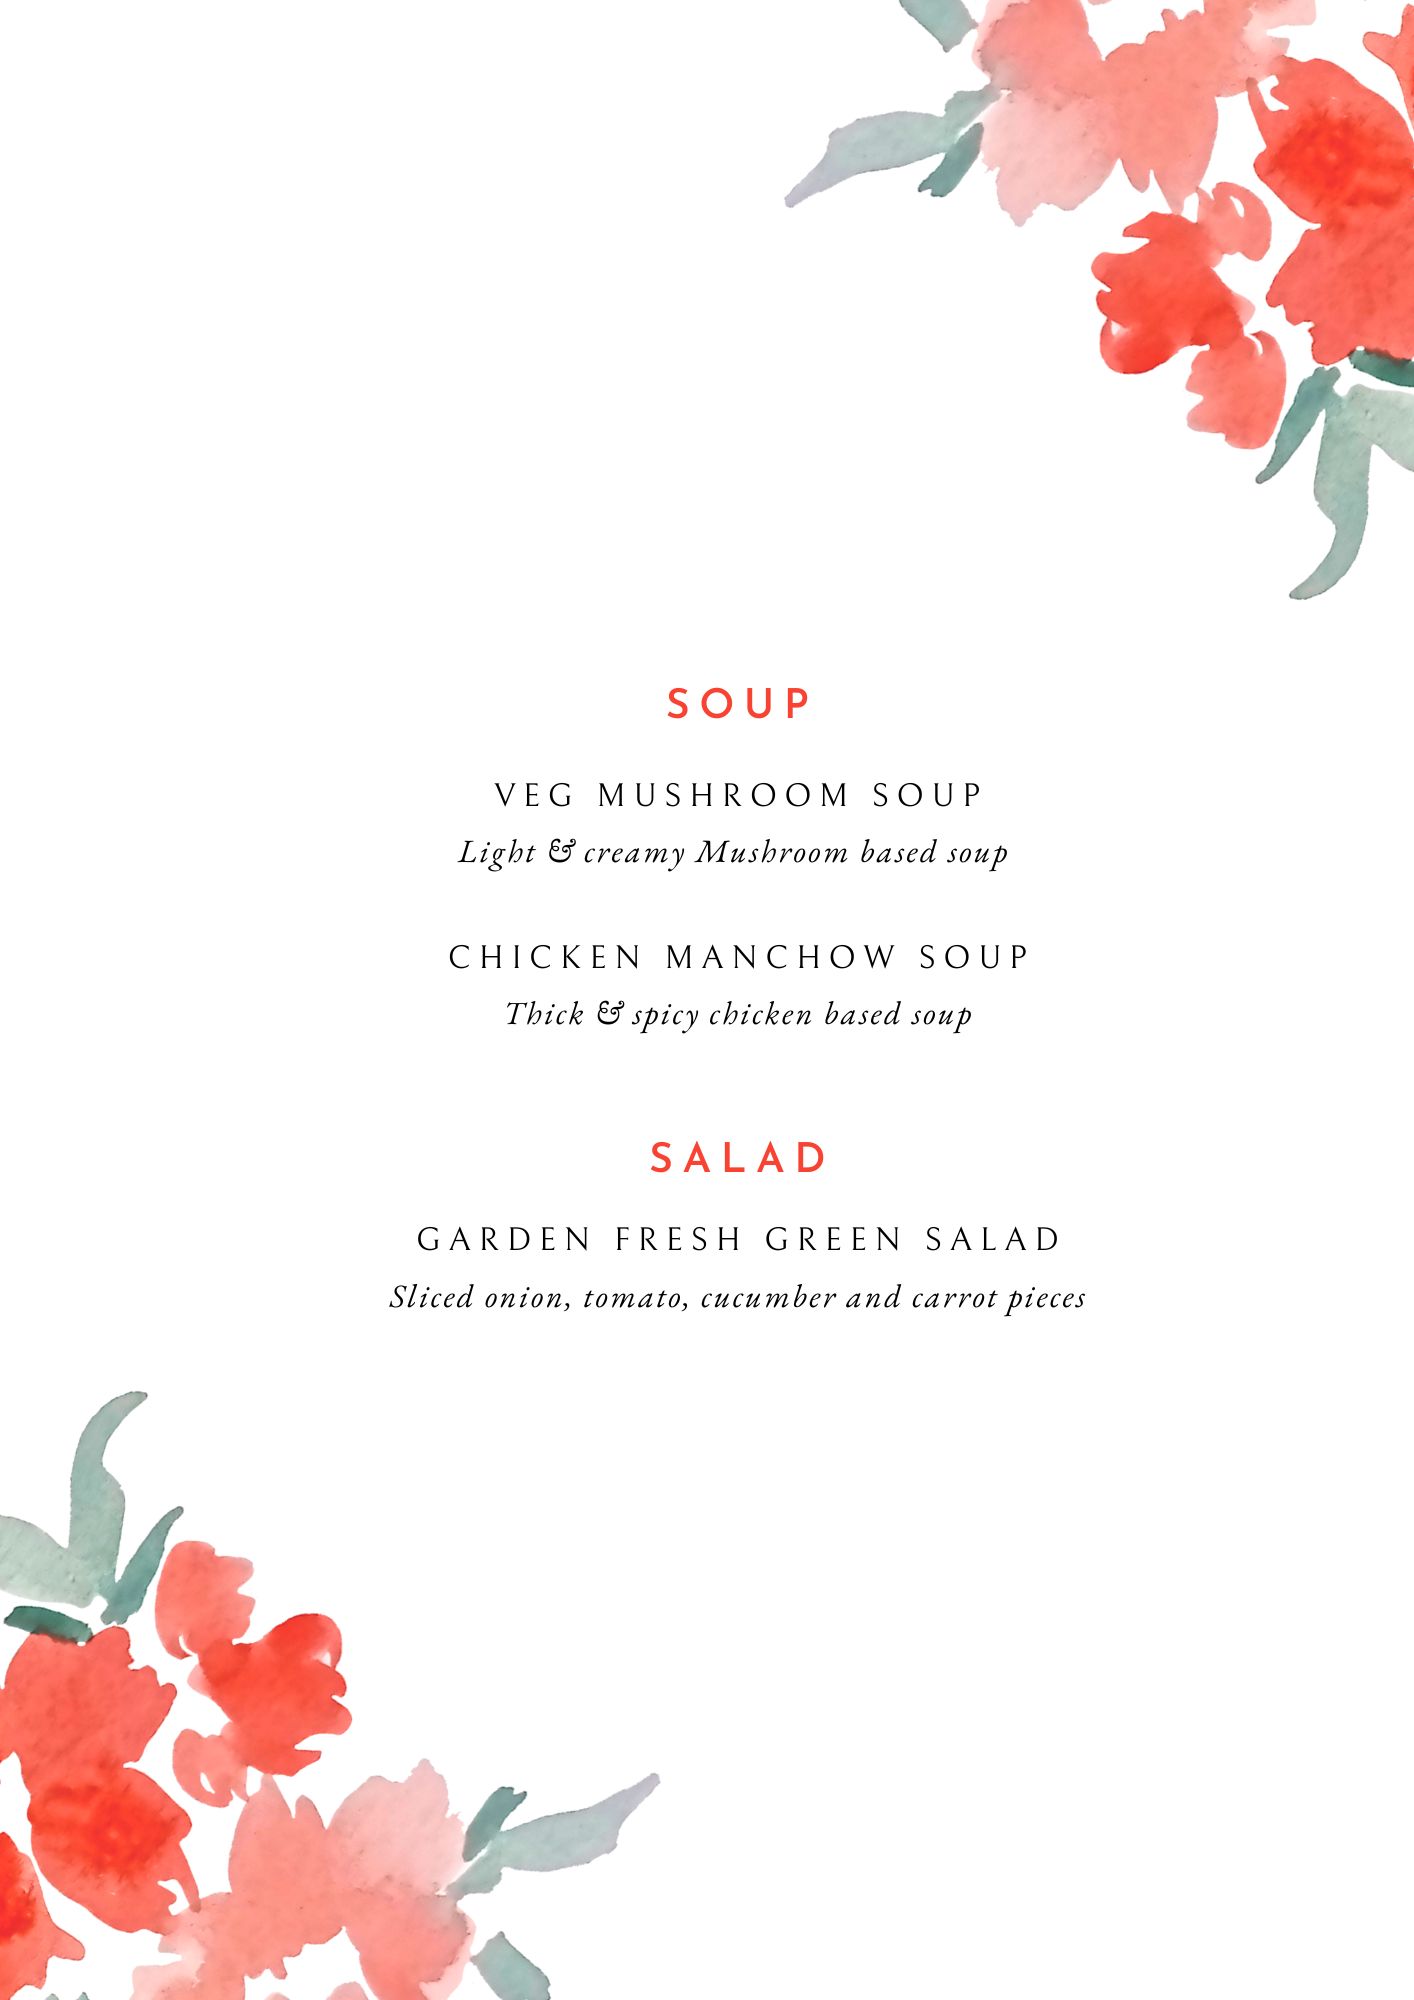 SOUP
VEG MUSHROOM SOUP
Light & creamy Mushroom based soup
CHICKEN MANCHOW SOUP
Thick & spicy chicken based soup
SALAD
GARDEN FRESH GREEN SALAD
Sliced onion, tomato, cucumber and carrot pieces